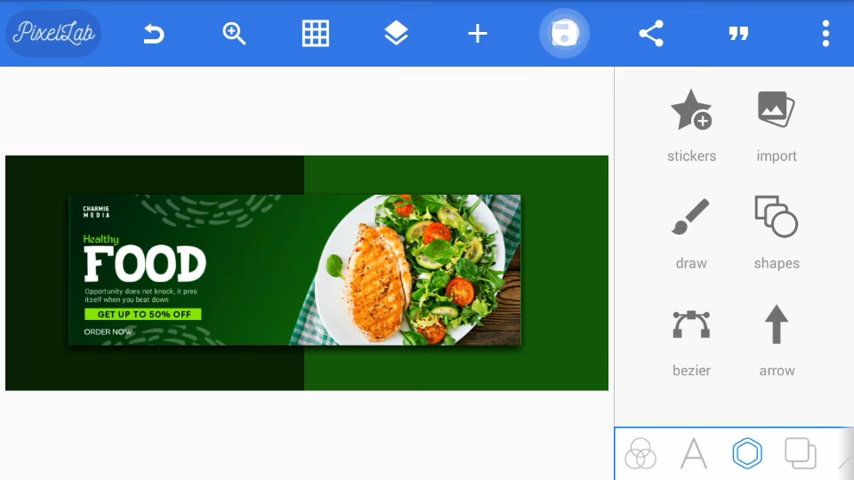 PixelLab
stickers
import
draw
shapes
bezier
arrow
CHARMIE
MEDIA
Healthy
FOOD
Opportunity does not knock, it pres
itself when you beat down
GET UP TO 50% OFF
ORDER NOW